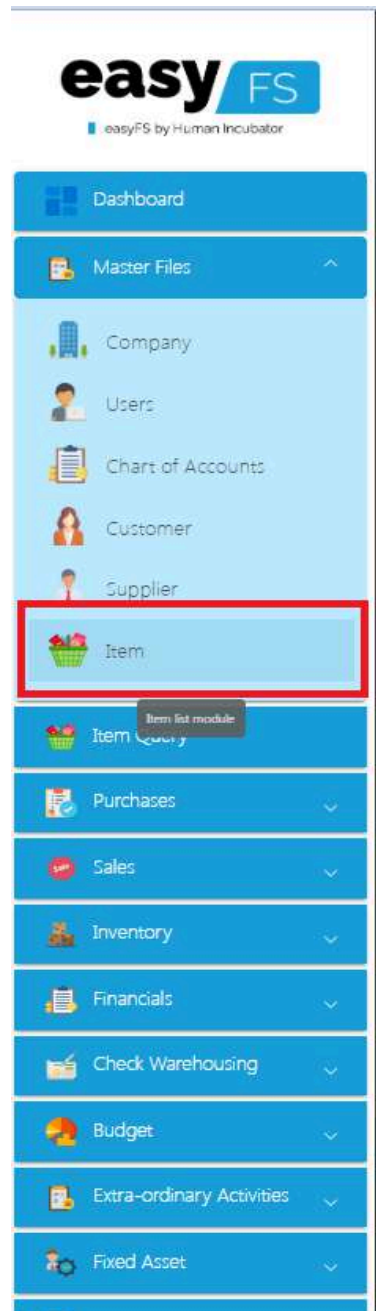 easy FS
easyFS by Human Incubator
Dashboard
Master Files
Company
Users
Chart of Accounts
Customer
Supplier
Item
Item list module
Item Query
Purchases
Sales
Inventory
Financials
Check Warehousing
Budget
Extra-ordinary Activities
Fixed Asset